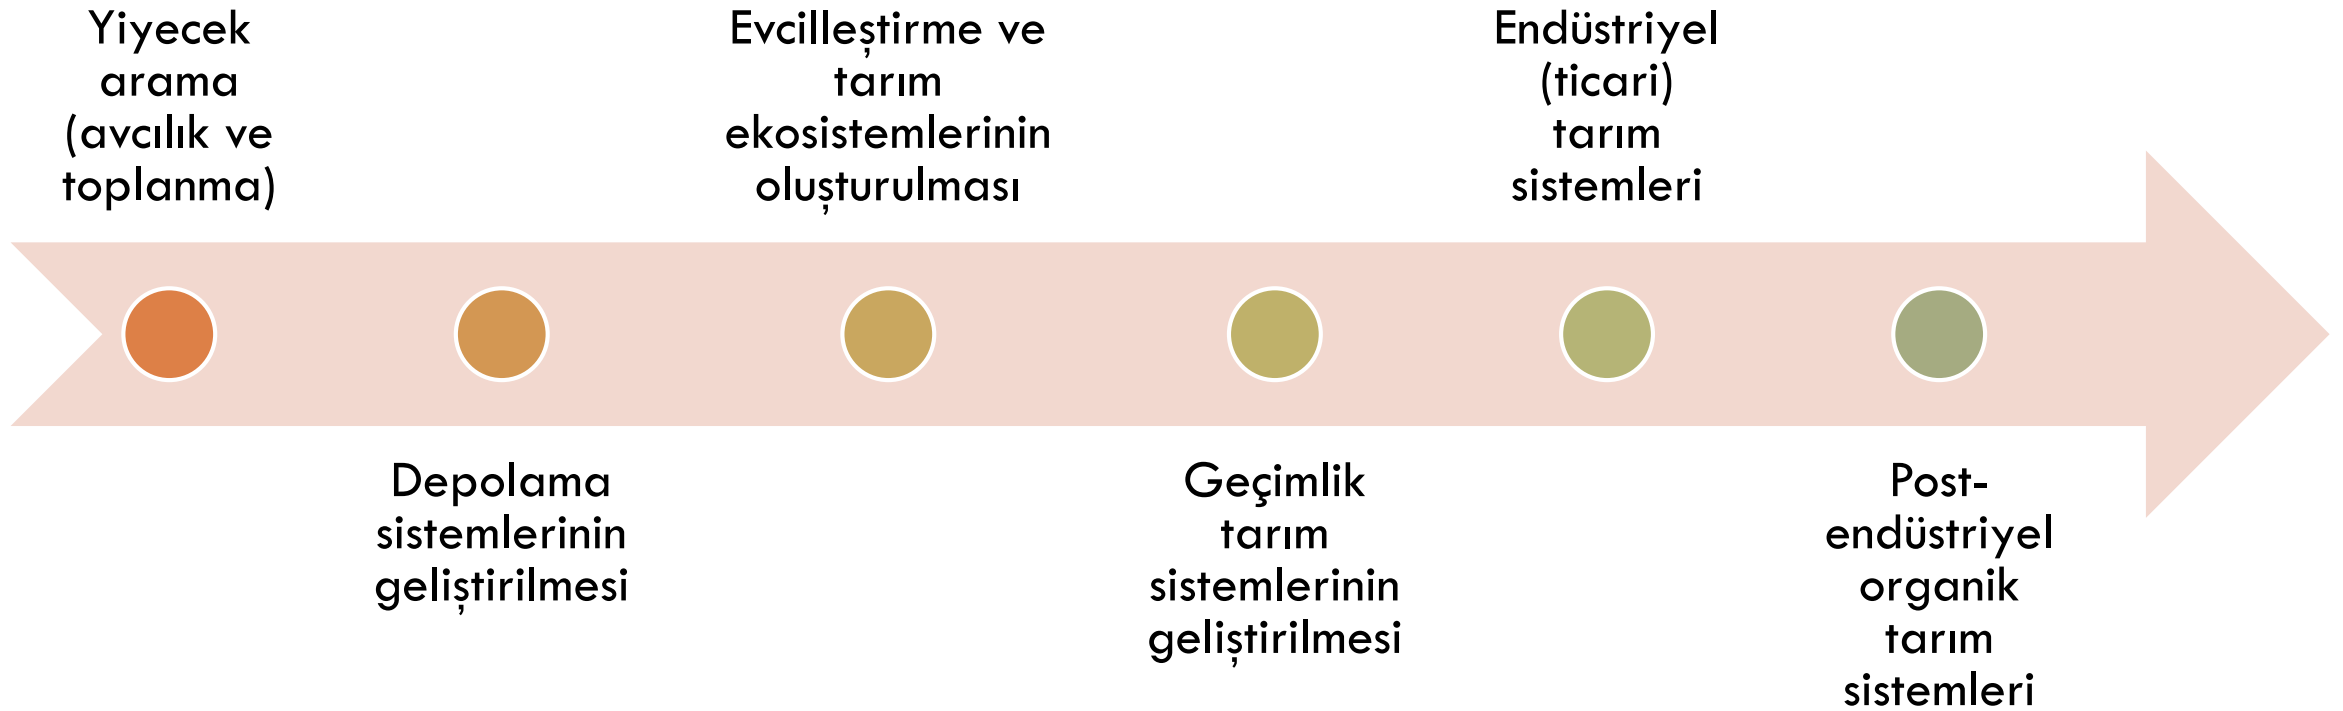 Yiyecek
arama
(avcılık ve
toplanma)
Depolama
sistemlerinin
geliştirilmesi
Evcilleştirme ve
tarım
ekosistemlerinin
oluşturulması
Geçimlik
tarım
sistemlerinin
geliştirilmesi
Endüstriyel
(ticari)
tarım
sistemleri
Post-
endüstriyel
organik
tarım
sistemleri